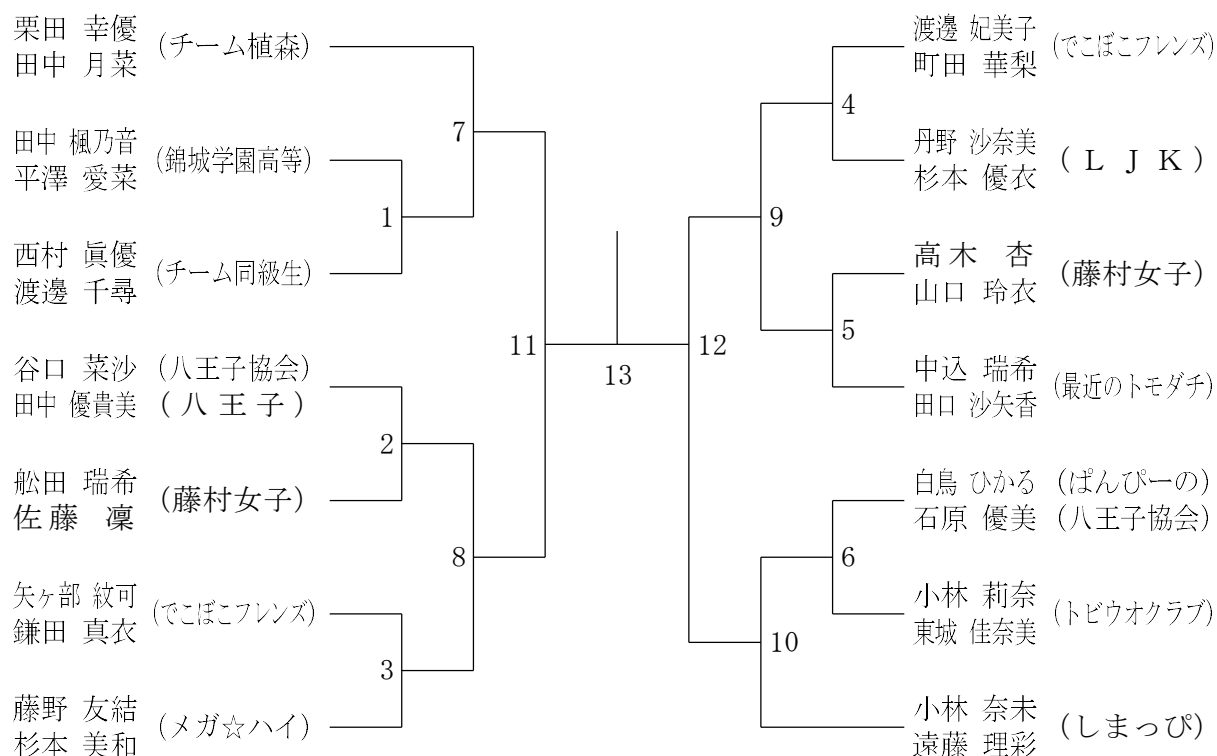 栗田 幸優
田中 月菜
(チーム植森)
田中 楓乃音
平澤 愛菜
(錦城学園高等)
西村 眞優
渡邊 千尋
(チーム同級生)
谷口 菜沙 (八王子協会)
田中 優貴美 (八王子)
舩田 瑞希
佐藤 凜
(藤村女子)
矢ヶ部 紋可
鎌田 真衣
(でこぼこフレンズ)
藤野 友結
杉本 美和
(メガ☆ハイ)
7
1
11
2
8
3
13
渡邊 妃美子
町田 華梨
(でこぼこフレンズ)
丹野 沙奈美
杉本 優衣
(LJK)
高木 杏
山口 玲衣
(藤村女子)
中込 瑞希
田口 沙矢香
(最近のトモダチ)
白鳥 ひかる (ぱんぴーの)
石原 優美 (八王子協会)
小林 莉奈
東城 佳奈美
(トビウオクラブ)
小林 奈未
遠藤 理彩
(しまっぴ)
4
9
5
12
6
10